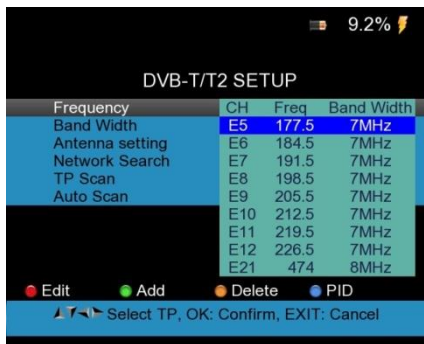 9.2%
DVB-T/T2 SETUP
Frequency CH Freq Band Width
Band Width E5 177.5 7MHz
Antenna setting E6 184.5 7MHz
Network Search E7 191.5 7MHz
TP Scan E8 198.5 7MHz
Auto Scan E9 205.5 7MHz
E10 212.5 7MHz
E11 219.5 7MHz
E12 226.5 7MHz
E21 474 8MHz
Edit Add Delete PID
Select TP, OK: Confirm, EXIT: Cancel